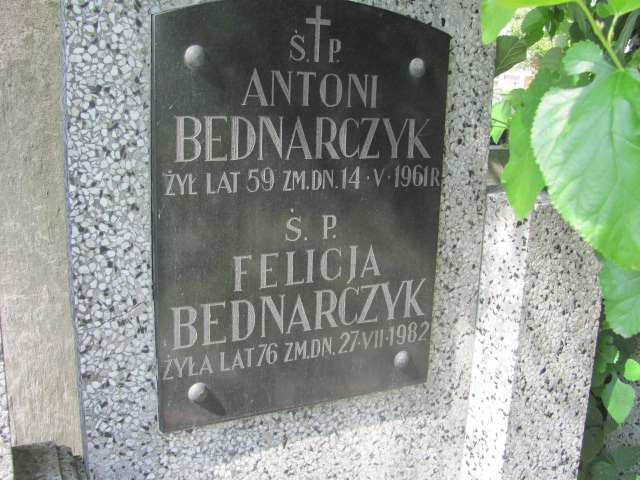 Ś. P.
ANTONI
BEDNARCZYK
ŻYŁ LAT 59 ZM.DN. 14 · V · 1961 R
Ś. P.
FELICJA
BEDNARCZYK
ŻYŁA LAT 76 ZM.DN. 27·VII·1982